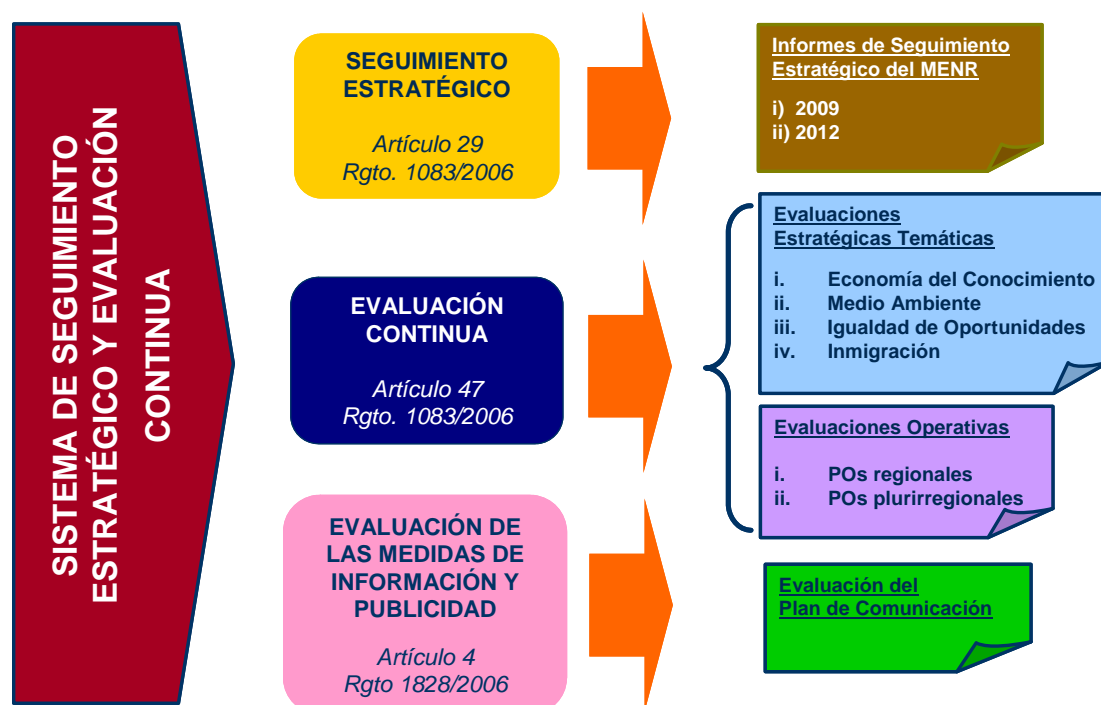 SISTEMA DE SEGUIMIENTO
ESTRATÉGICO Y EVALUACIÓN
CONTINUA
SEGUIMIENTO
ESTRATÉGICO
Artículo 29
Rgto. 1083/2006
Informes de Seguimiento
Estratégico del MENR
i) 2009
ii) 2012
EVALUACIÓN
CONTINUA
Artículo 47
Rgto. 1083/2006
Evaluaciones
Estratégicas Temáticas
i. Economía del Conocimiento
ii. Medio Ambiente
iii. Igualdad de Oportunidades
iv. Inmigración
Evaluaciones Operativas
i. POs regionales
ii. POs plurirregionales
EVALUACIÓN DE
LAS MEDIDAS DE
INFORMACIÓN Y
PUBLICIDAD
Artículo 4
Rgto 1828/2006
Evaluación del
Plan de Comunicación